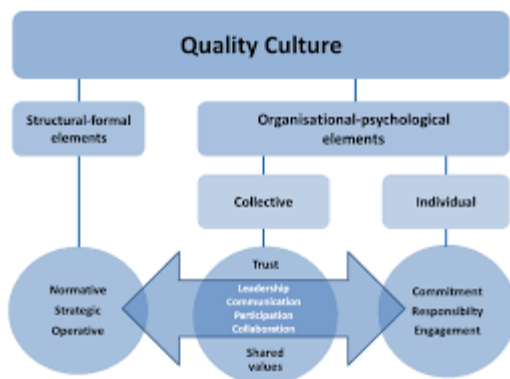 Quality Culture
Structural-formal
elements
Organisational-psychological
elements
Collective
Individual
Normative
Strategic
Operative
Trust
Leadership
Communication
Participation
Collaboration
Shared
values
Commitment
Responsibilty
Engagement